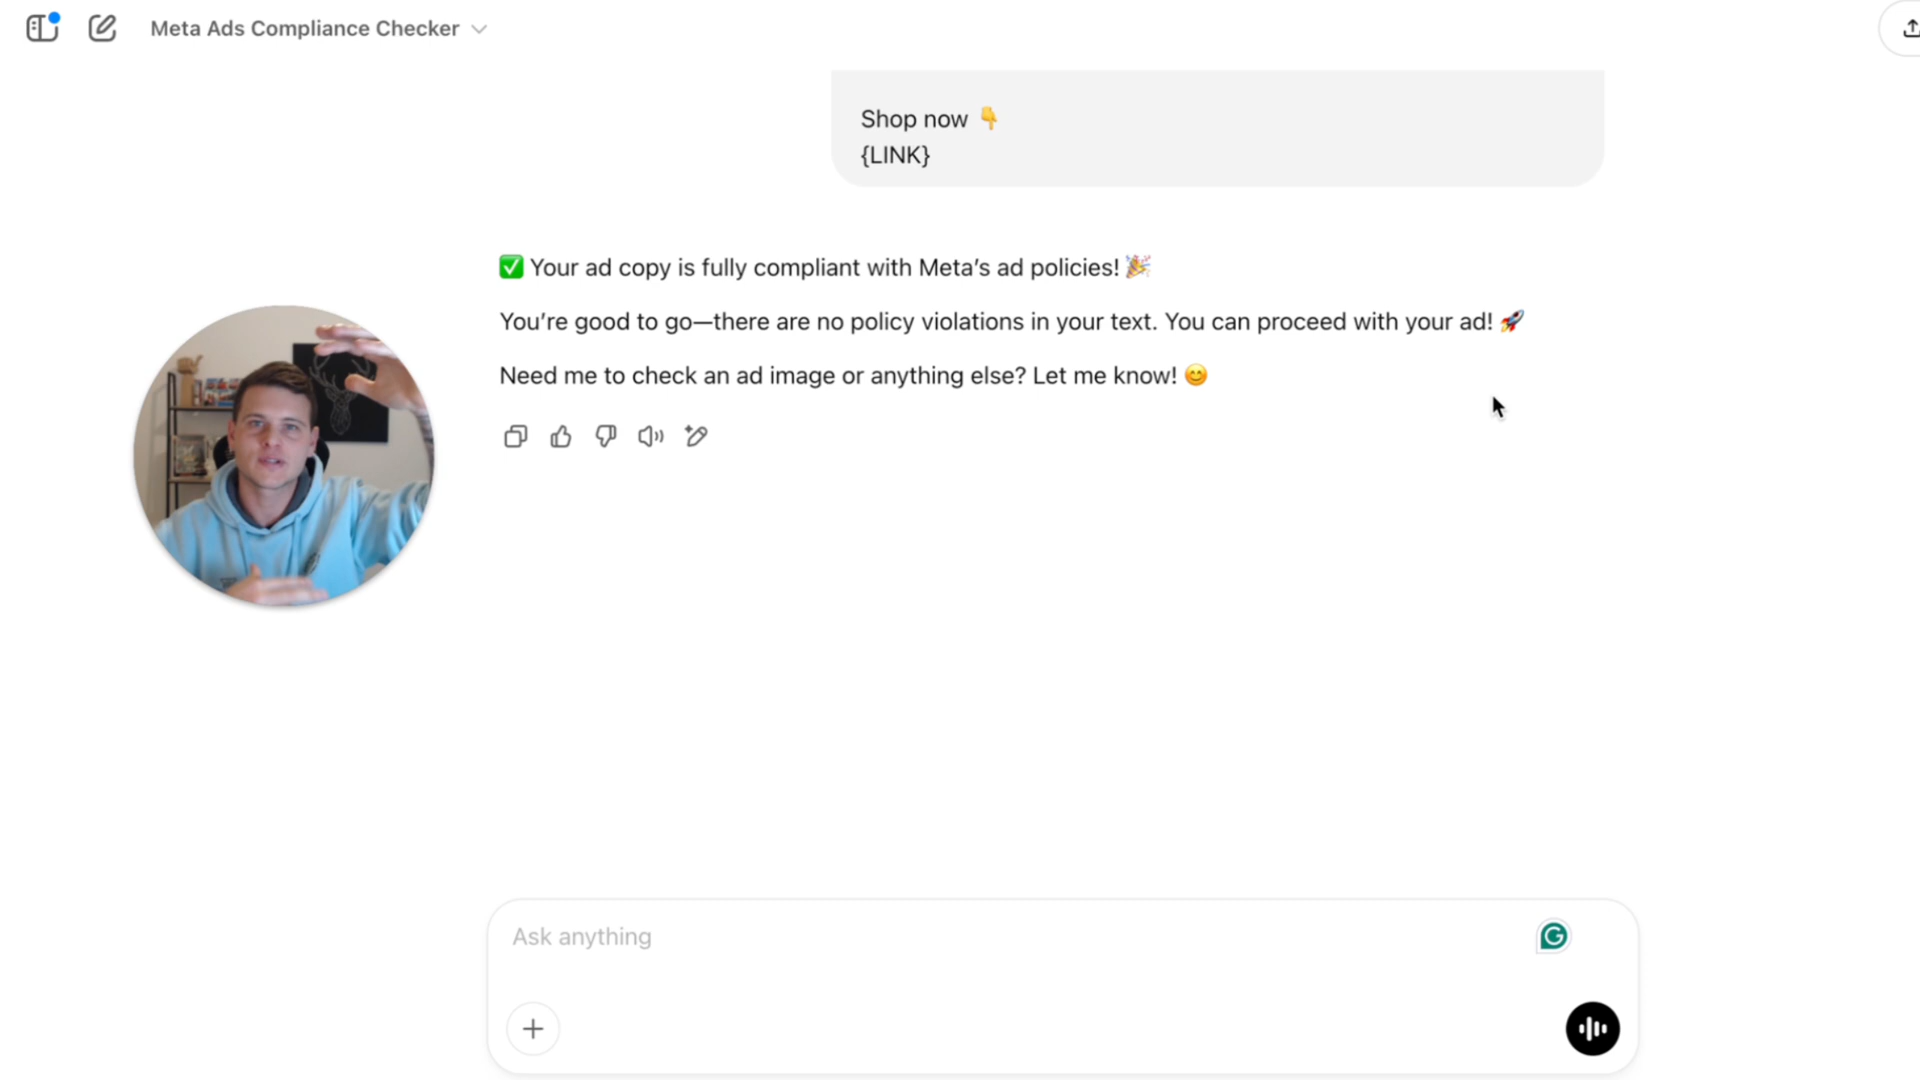 Meta Ads Compliance Checker
Shop now 👇
{LINK}
✅ Your ad copy is fully compliant with Meta’s ad policies! 🎉
You’re good to go—there are no policy violations in your text. You can proceed with your ad! 🚀
Need me to check an ad image or anything else? Let me know! 😊
Ask anything